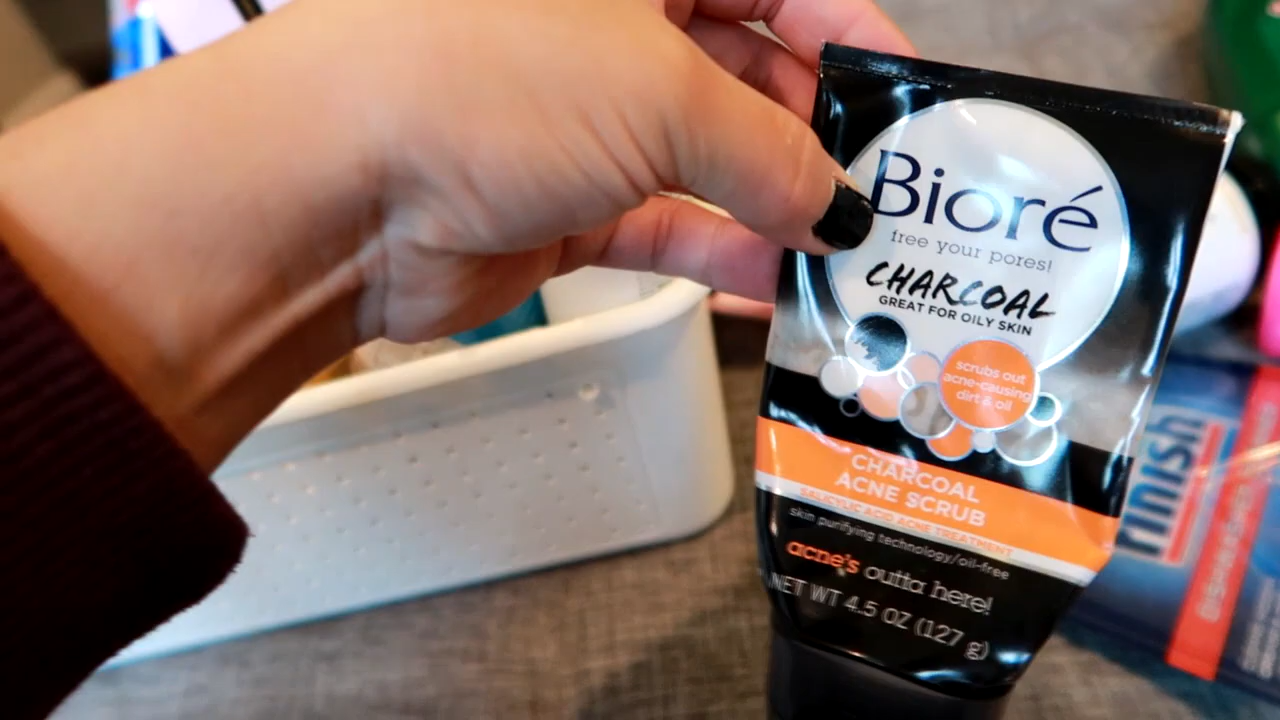 Bioré
free your pores!
CHARCOAL
GREAT FOR OILY SKIN
scrubs out
acne-causing
dirt & oil
CHARCOAL
ACNE SCRUB
SALICYLIC ACID ACNE TREATMENT
skin purifying technology/oil-free
acne's outta here!
NET WT 4.5 OZ (127 g)
FINISH